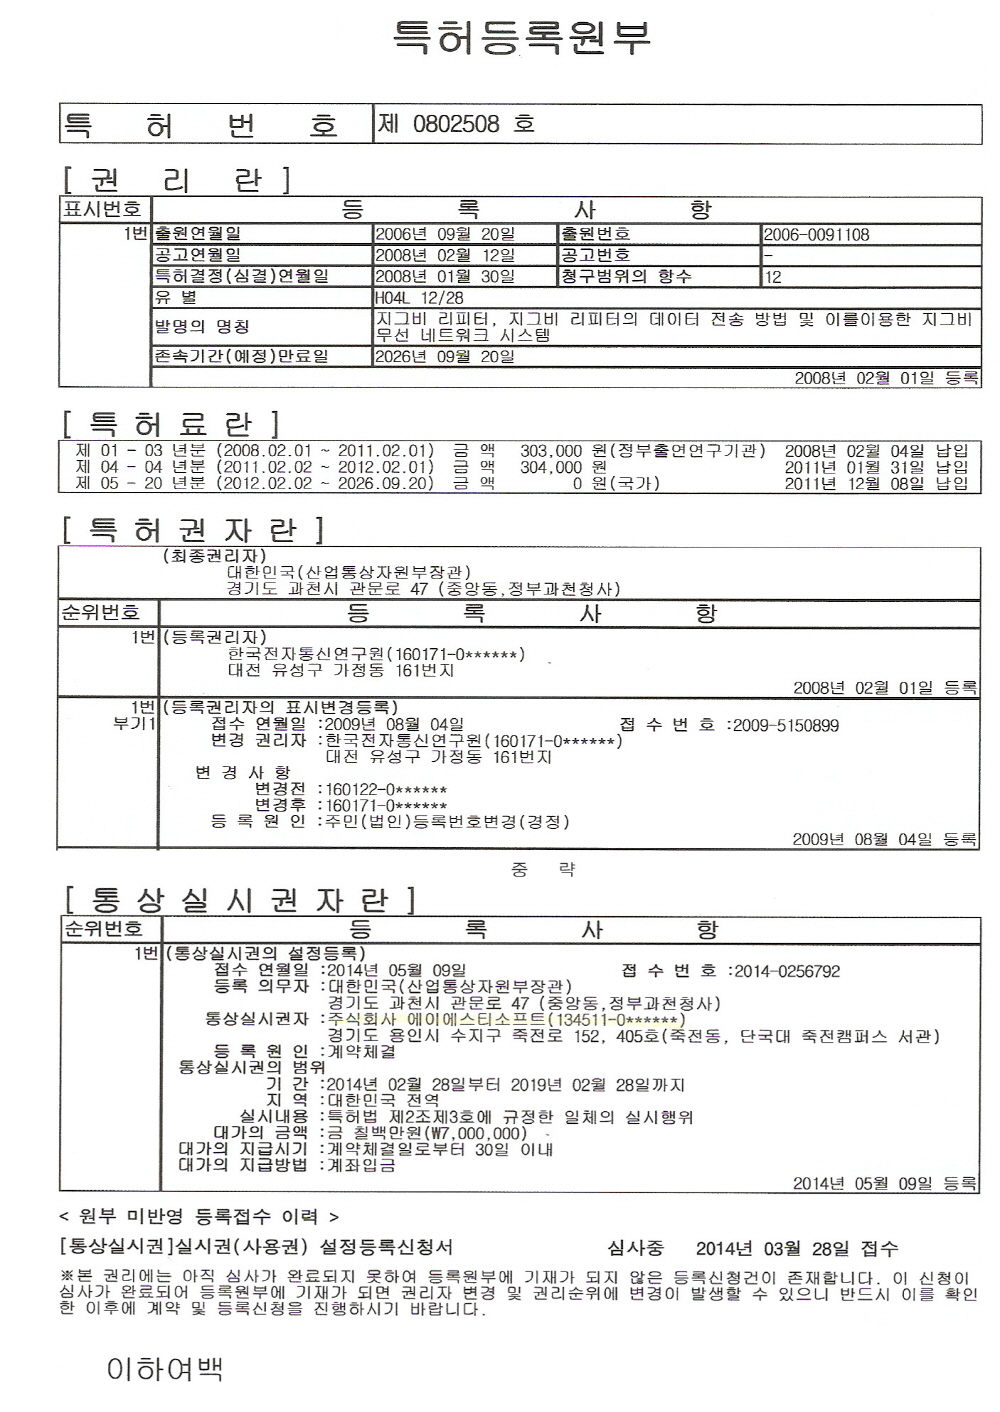 특허등록원부
특 허 번 호 제 0802508 호
[ 권 리 란 ]
표시번호 등 록 사 항
1번 출원연월일 2006년 09월 20일 출원번호 2006-0091108
공고연월일 2008년 02월 12일 공고번호 -
특허결정(심결)연월일 2008년 01월 30일 청구범위의 항수 12
유 별 H04L 12/28
발명의 명칭 지그비 리피터, 지그비 리피터의 데이터 전송 방법 및 이를이용한 지그비
무선 네트워크 시스템
존속기간(예정)만료일 2026년 09월 20일
2008년 02월 01일 등록
[ 특 허 료 란 ]
제 01 - 03 년분 (2008.02.01 ~ 2011.02.01) 금 액 303,000 원(정부출연연구기관) 2008년 02월 04일 납입
제 04 - 04 년분 (2011.02.02 ~ 2012.02.01) 금 액 304,000 원 2011년 01월 31일 납입
제 05 - 20 년분 (2012.02.02 ~ 2026.09.20) 금 액 0 원(국가) 2011년 12월 08일 납입
[ 특 허 권 자 란 ]
(최종권리자)
대한민국(산업통상자원부장관)
경기도 과천시 관문로 47 (중앙동,정부과천청사)
순위번호 등 록 사 항
1번 (등록권리자)
한국전자통신연구원(160171-0******)
대전 유성구 가정동 161번지
2008년 02월 01일 등록
1번 (등록권리자의 표시변경등록)
부기1 접수 연월일 :2009년 08월 04일 접 수 번 호 :2009-5150899
변경 권리자 :한국전자통신연구원(160171-0******)
대전 유성구 가정동 161번지
변 경 사 항
변경전 :160122-0******
변경후 :160171-0******
등 록 원 인 :주민(법인)등록번호변경(경정)
2009년 08월 04일 등록
중 략
[ 통 상 실 시 권 자 란 ]
순위번호 등 록 사 항
1번 (통상실시권의 설정등록)
접수 연월일 :2014년 05월 09일 접 수 번 호 :2014-0256792
등록 의무자 :대한민국(산업통상자원부장관)
경기도 과천시 관문로 47 (중앙동,정부과천청사)
통상실시권자 :주식회사 에이에스티소프트(134511-0******)
경기도 용인시 수지구 죽전로 152, 405호(죽전동, 단국대 죽전캠퍼스 서관)
등 록 원 인 :계약체결
통상실시권의 범위
기 간 :2014년 02월 28일부터 2019년 02월 28일까지
지 역 :대한민국 전역
실시내용 :특허법 제2조제3호에 규정한 일체의 실시행위
대가의 금액 :금 칠백만원(₩7,000,000)
대가의 지급시기 :계약체결일로부터 30일 이내
대가의 지급방법 :계좌입금
2014년 05월 09일 등록
< 원부 미반영 등록접수 이력 >
[통상실시권]실시권(사용권) 설정등록신청서 심사중 2014년 03월 28일 접수
※본 권리에는 아직 심사가 완료되지 못하여 등록원부에 기재가 되지 않은 등록신청건이 존재합니다. 이 신청이
심사가 완료되어 등록원부에 기재가 되면 권리자 변경 및 권리순위에 변경이 발생할 수 있으니 반드시 이를 확인
한 이후에 계약 및 등록신청을 진행하시기 바랍니다.
이하여백